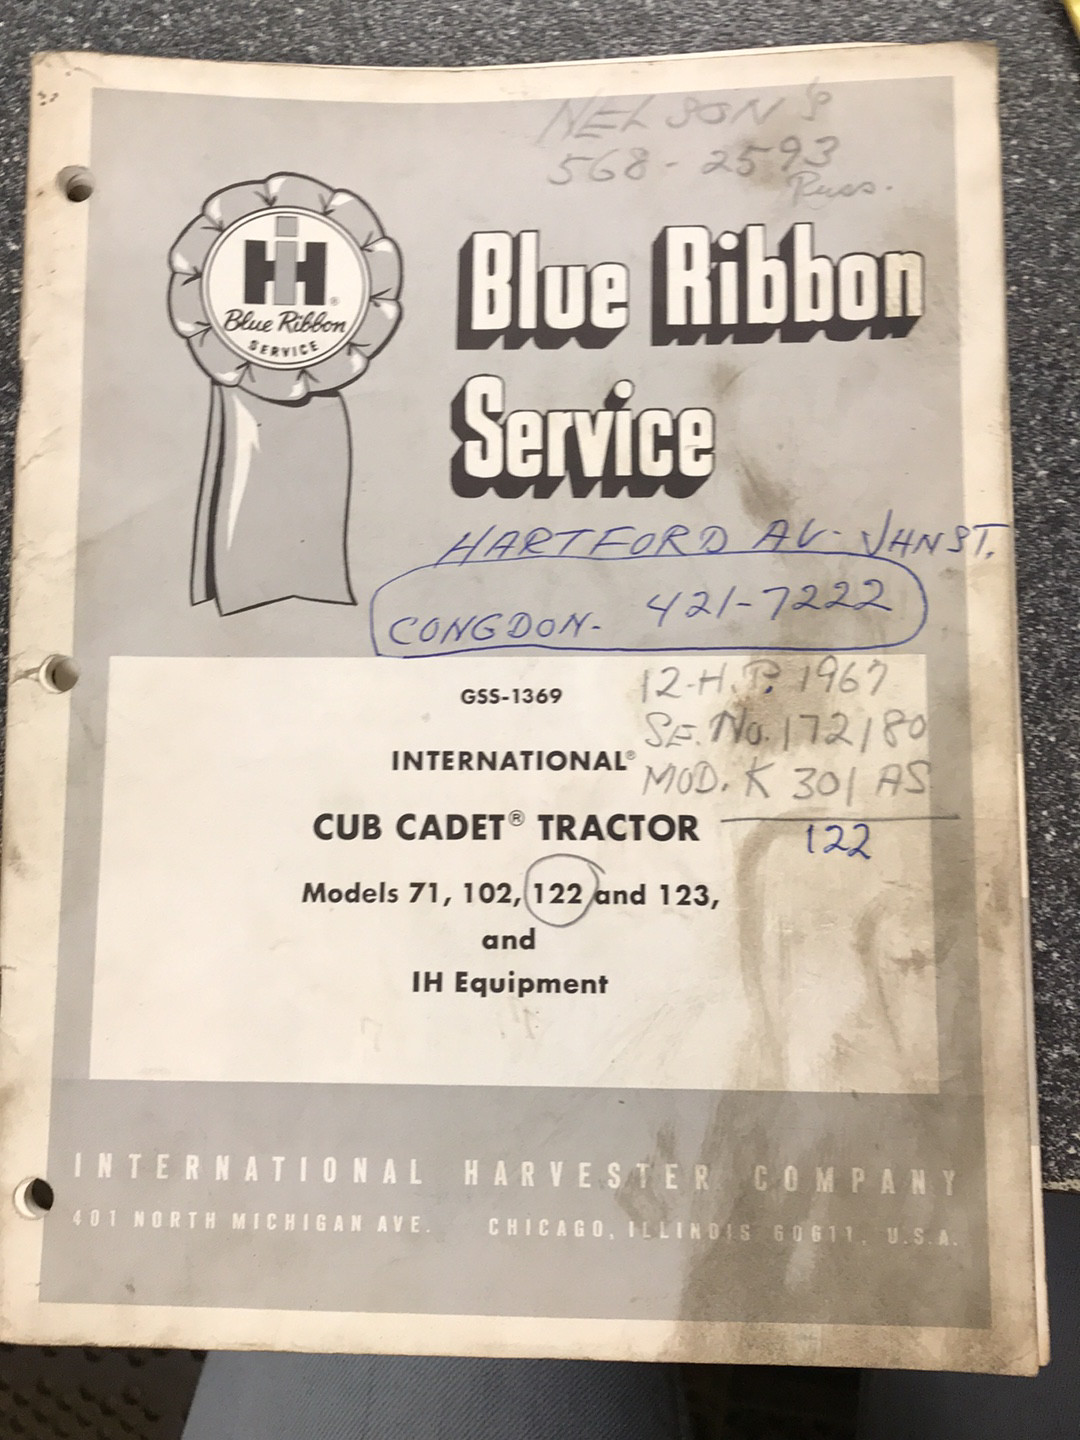 NELSON'S
568-2593
Russ.
IH®
Blue Ribbon
SERVICE
Blue Ribbon
Service
HARTFORD AV- JHNST.
CONGDON- 421-7222
GSS-1369
12-H.P. 1967
SE. No. 172180
INTERNATIONAL®
MOD. K 301 AS
CUB CADET® TRACTOR
122
Models 71, 102, 122 and 123,
and
IH Equipment
INTERNATIONAL HARVESTER COMPANY
401 NORTH MICHIGAN AVE. CHICAGO, ILLINOIS 60611, U.S.A.